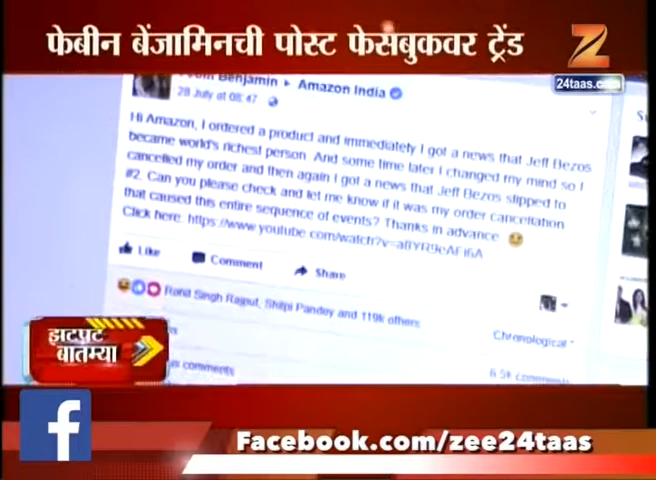 फेबीन बेंजामिनची पोस्ट फेसबुकवर ट्रेंड
24taas.com
Benjamin ▸ Amazon India
28 July at 08:47
Hi Amazon, I ordered a product and immediately I got a news that Jeff Bezos
became world's richest person. And some time later I changed my mind so I
cancelled my order and then again I got a news that Jeff Bezos slipped to
#2. Can you please check and let me know if it was my order cancellation
that caused this entire sequence of events? Thanks in advance
Click here: https://www.youtube.com/watch?v=
Like Comment Share
Rana Singh Rajput, Shilpi Pandey and 119k others
Chronological
comments
6.5K comments
झटपट
बातम्या
Facebook.com/zee24taas